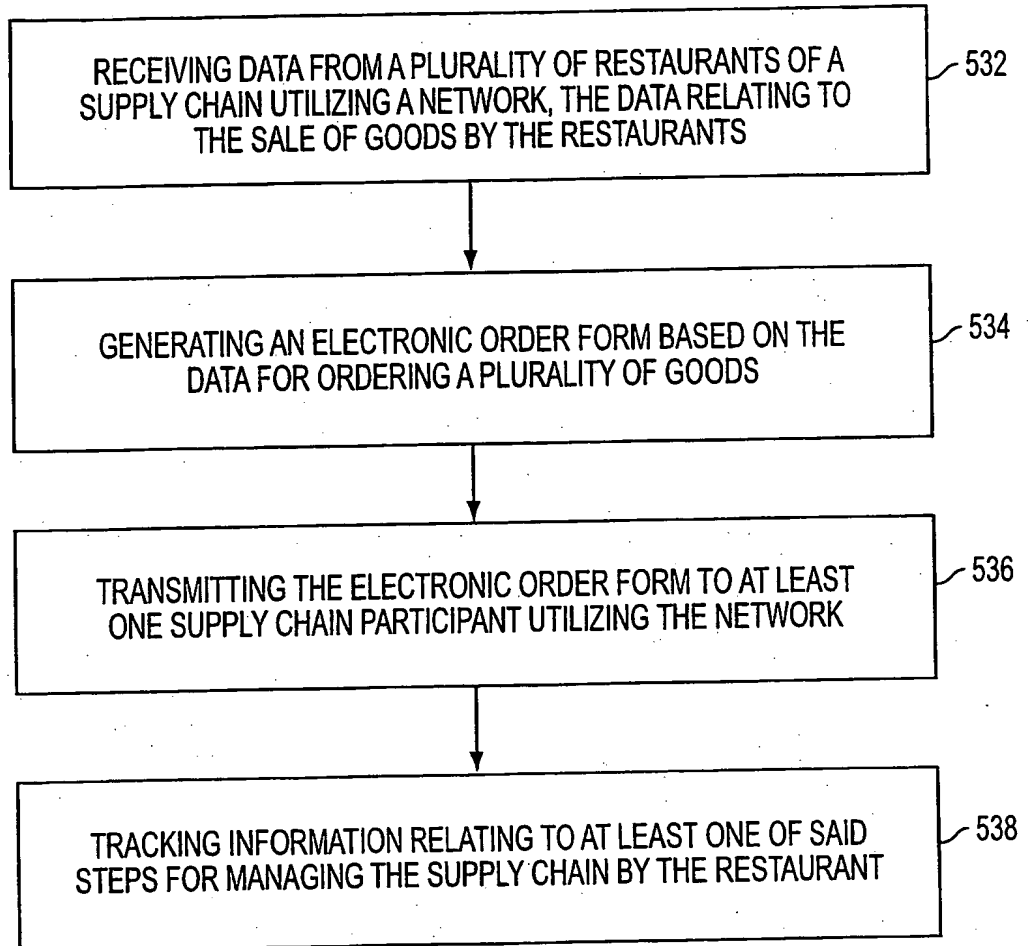 RECEIVING DATA FROM A PLURALITY OF RESTAURANTS OF A
SUPPLY CHAIN UTILIZING A NETWORK, THE DATA RELATING TO
THE SALE OF GOODS BY THE RESTAURANTS
532
GENERATING AN ELECTRONIC ORDER FORM BASED ON THE
DATA FOR ORDERING A PLURALITY OF GOODS
534
TRANSMITTING THE ELECTRONIC ORDER FORM TO AT LEAST
ONE SUPPLY CHAIN PARTICIPANT UTILIZING THE NETWORK
536
TRACKING INFORMATION RELATING TO AT LEAST ONE OF SAID
STEPS FOR MANAGING THE SUPPLY CHAIN BY THE RESTAURANT
538